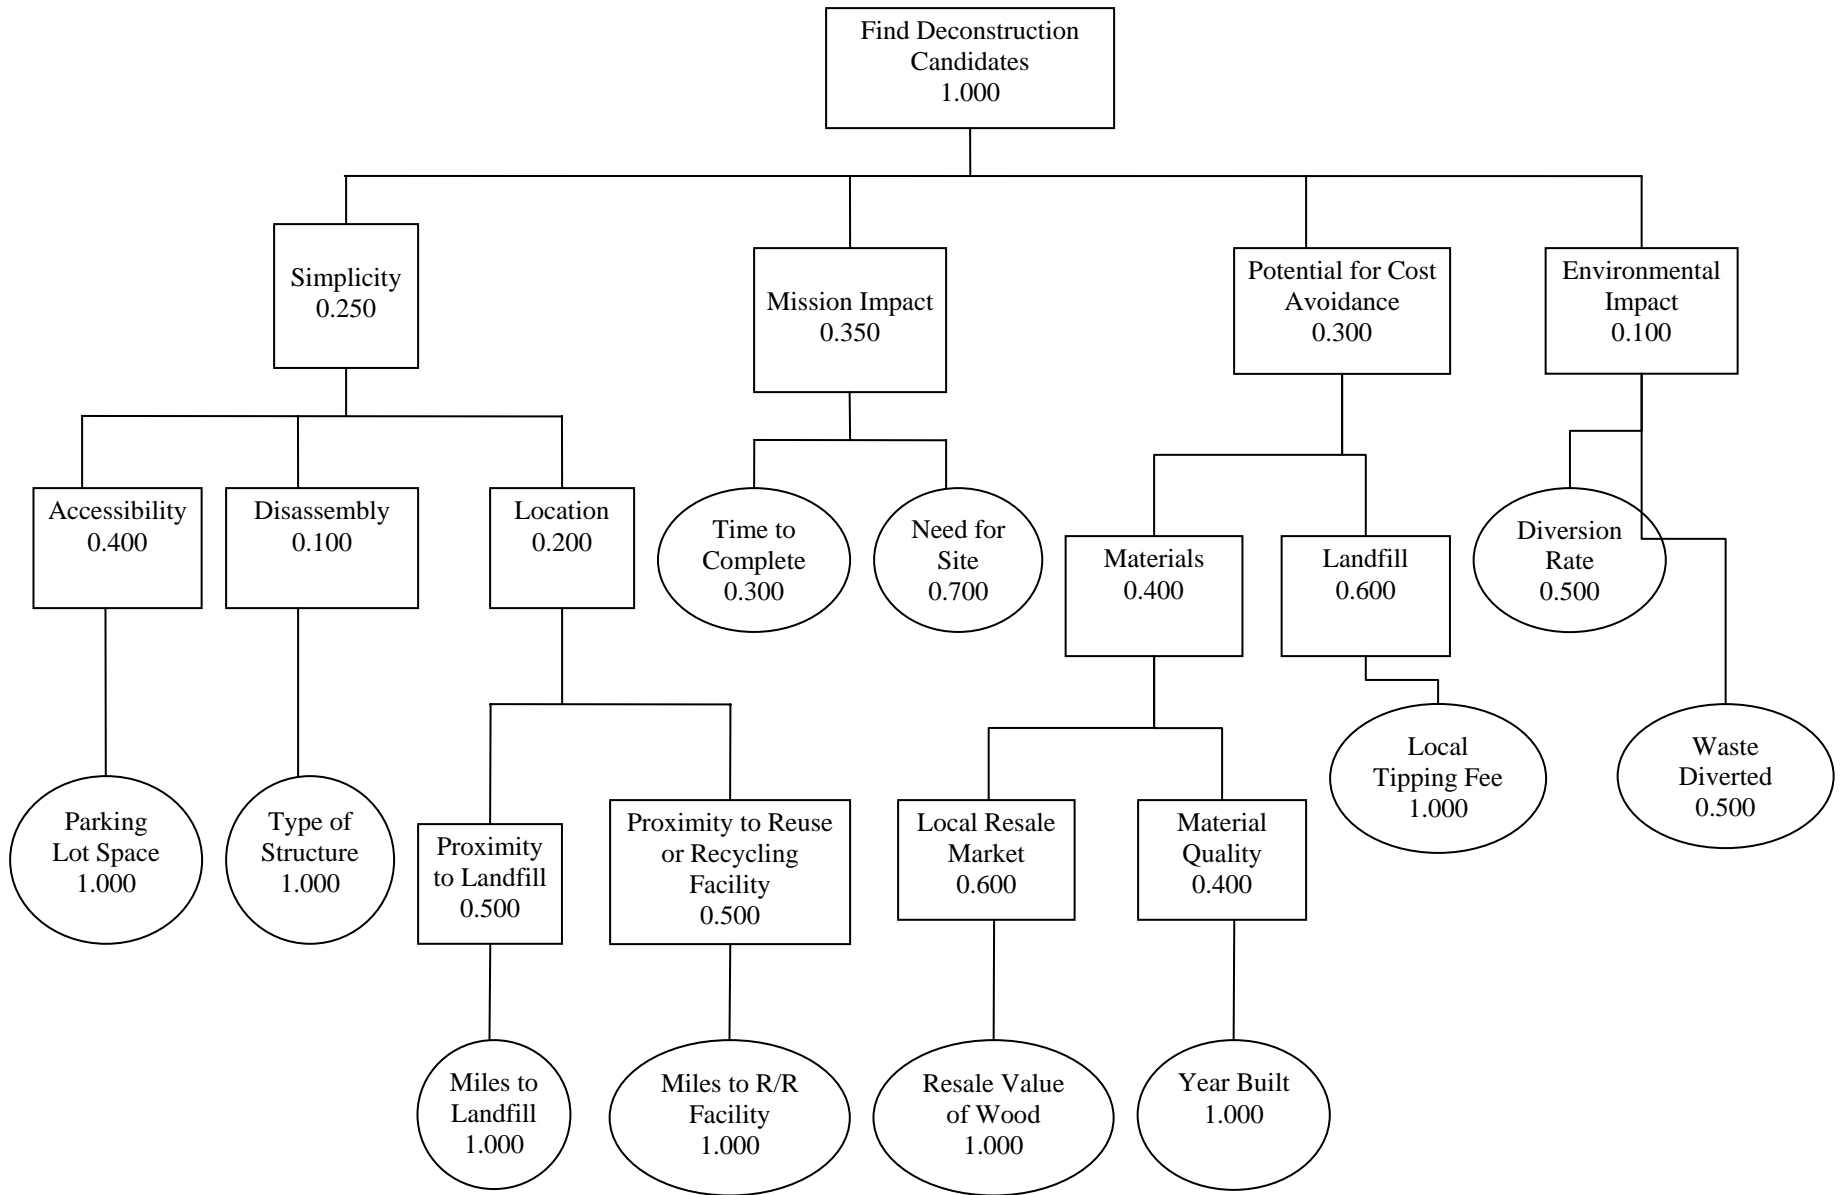 Find Deconstruction
Candidates
1.000
Simplicity
0.250
Mission Impact
0.350
Potential for Cost
Avoidance
0.300
Environmental
Impact
0.100
Accessibility
0.400
Disassembly
0.100
Location
0.200
Time to
Complete
0.300
Need for
Site
0.700
Materials
0.400
Landfill
0.600
Diversion
Rate
0.500
Parking
Lot Space
1.000
Type of
Structure
1.000
Proximity
to Landfill
0.500
Proximity to Reuse
or Recycling
Facility
0.500
Local Resale
Market
0.600
Material
Quality
0.400
Local
Tipping Fee
1.000
Waste
Diverted
0.500
Miles to
Landfill
1.000
Miles to R/R
Facility
1.000
Resale Value
of Wood
1.000
Year Built
1.000